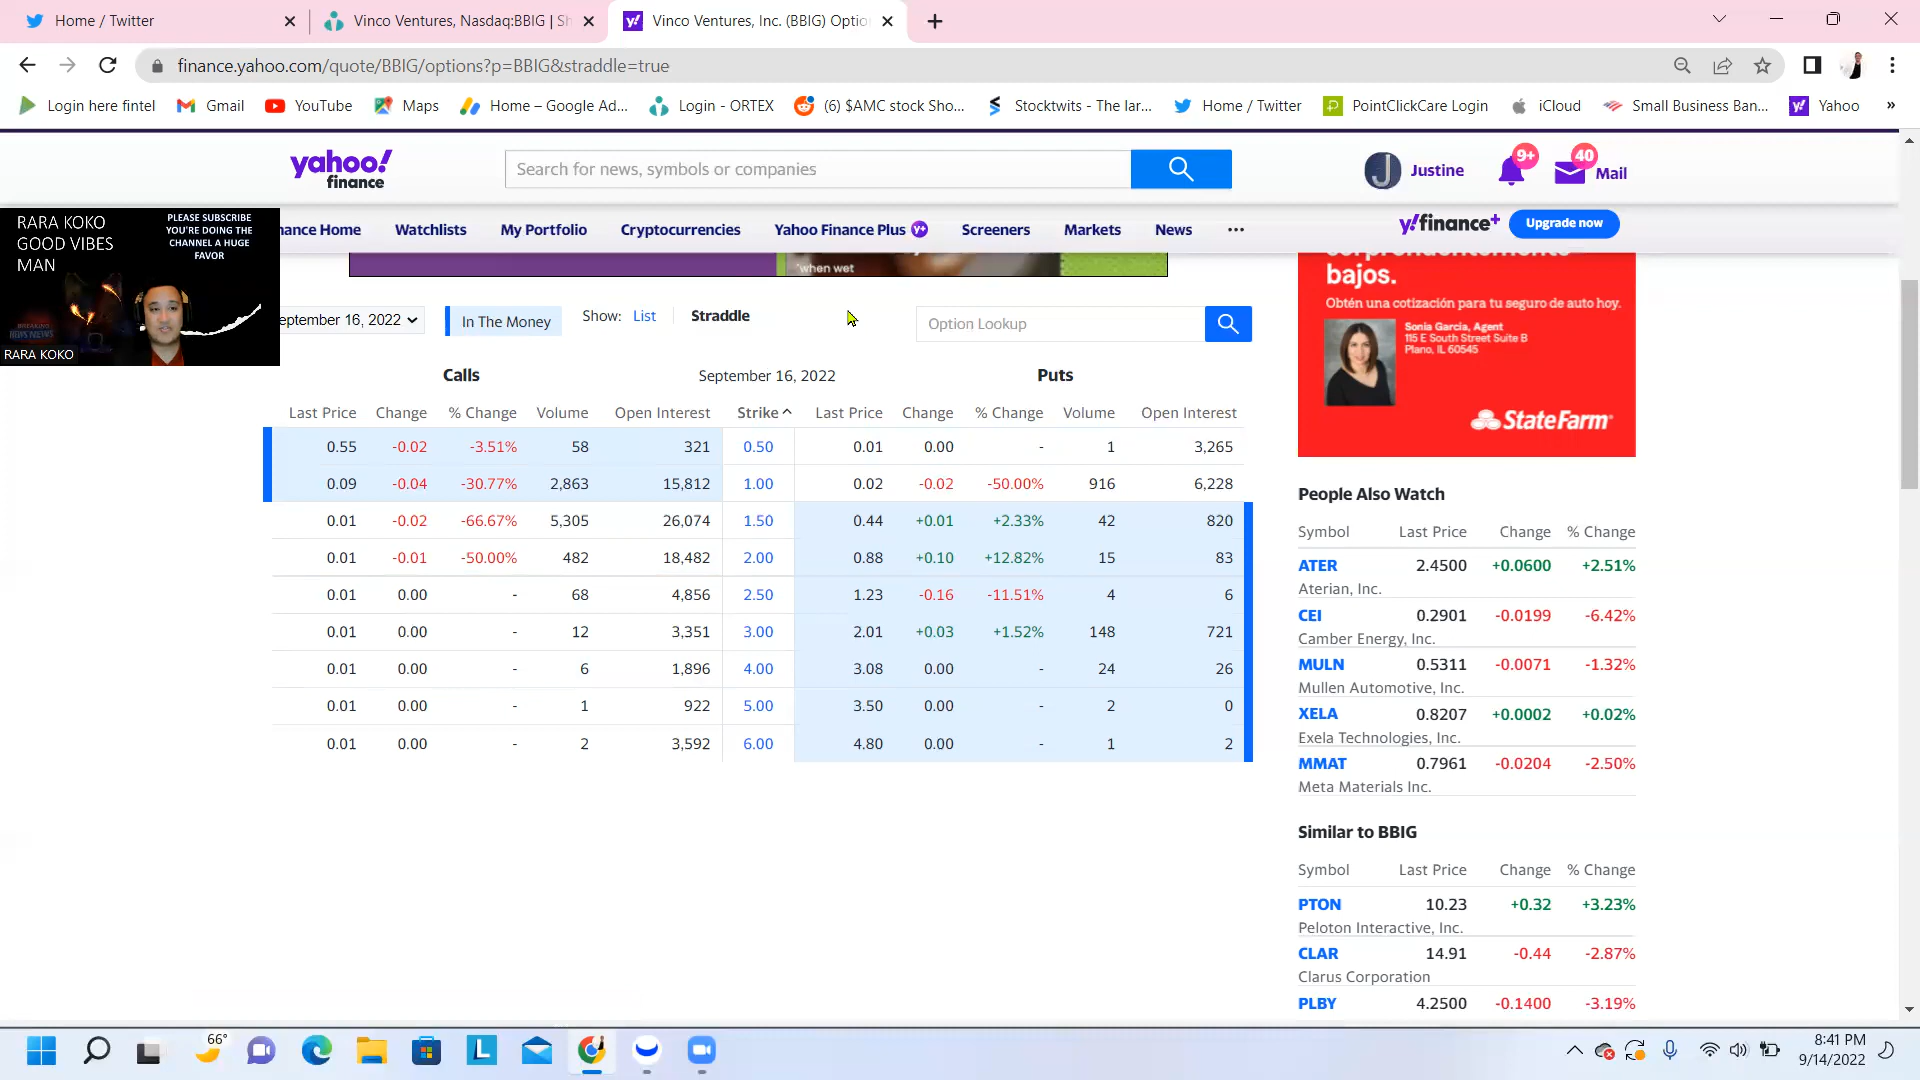 Home / Twitter
Vinco Ventures, Nasdaq:BBIG | Sh
Vinco Ventures, Inc. (BBIG) Optio
finance.yahoo.com/quote/BBIG/options?p=BBIG&straddle=true
Login here fintel
Gmail
YouTube
Maps
Home – Google Ad...
Login - ORTEX
(6) $AMC stock Sho...
Stocktwits - The lar...
Home / Twitter
PointClickCare Login
iCloud
Small Business Ban...
Yahoo
»
yahoo!
finance
Search for news, symbols or companies
Justine
9+
40
Mail
nance Home
Watchlists
My Portfolio
Cryptocurrencies
Yahoo Finance Plus
Screeners
Markets
News
...
y!finance+
Upgrade now
RARA KOKO
GOOD VIBES
MAN
PLEASE SUBSCRIBE
YOU'RE DOING THE
CHANNEL A HUGE
FAVOR
RARA KOKO
"when wet
bajos.
Obtén una cotización para tu seguro de auto hoy.
Sonia Garcia, Agent
115 E South Street Suite B
Plano, IL 60545
StateFarm
eptember 16, 2022
In The Money
Show: List Straddle
Option Lookup
Calls September 16, 2022 Puts
Last Price Change % Change Volume Open Interest Strike Last Price Change % Change Volume Open Interest
0.55 -0.02 -3.51% 58 321 0.50 0.01 0.00 - 1 3,265
0.09 -0.04 -30.77% 2,863 15,812 1.00 0.02 -0.02 -50.00% 916 6,228
0.01 -0.02 -66.67% 5,305 26,074 1.50 0.44 +0.01 +2.33% 42 820
0.01 -0.01 -50.00% 482 18,482 2.00 0.88 +0.10 +12.82% 15 83
0.01 0.00 - 68 4,856 2.50 1.23 -0.16 -11.51% 4 6
0.01 0.00 - 12 3,351 3.00 2.01 +0.03 +1.52% 148 721
0.01 0.00 - 6 1,896 4.00 3.08 0.00 - 24 26
0.01 0.00 - 1 922 5.00 3.50 0.00 - 2 0
0.01 0.00 - 2 3,592 6.00 4.80 0.00 - 1 2
People Also Watch
Symbol Last Price Change % Change
ATER 2.4500 +0.0600 +2.51%
Aterian, Inc.
CEI 0.2901 -0.0199 -6.42%
Camber Energy, Inc.
MULN 0.5311 -0.0071 -1.32%
Mullen Automotive, Inc.
XELA 0.8207 +0.0002 +0.02%
Exela Technologies, Inc.
MMAT 0.7961 -0.0204 -2.50%
Meta Materials Inc.
Similar to BBIG
Symbol Last Price Change % Change
PTON 10.23 +0.32 +3.23%
Peloton Interactive, Inc.
CLAR 14.91 -0.44 -2.87%
Clarus Corporation
PLBY 4.2500 -0.1400 -3.19%
66°
8:41 PM
9/14/2022